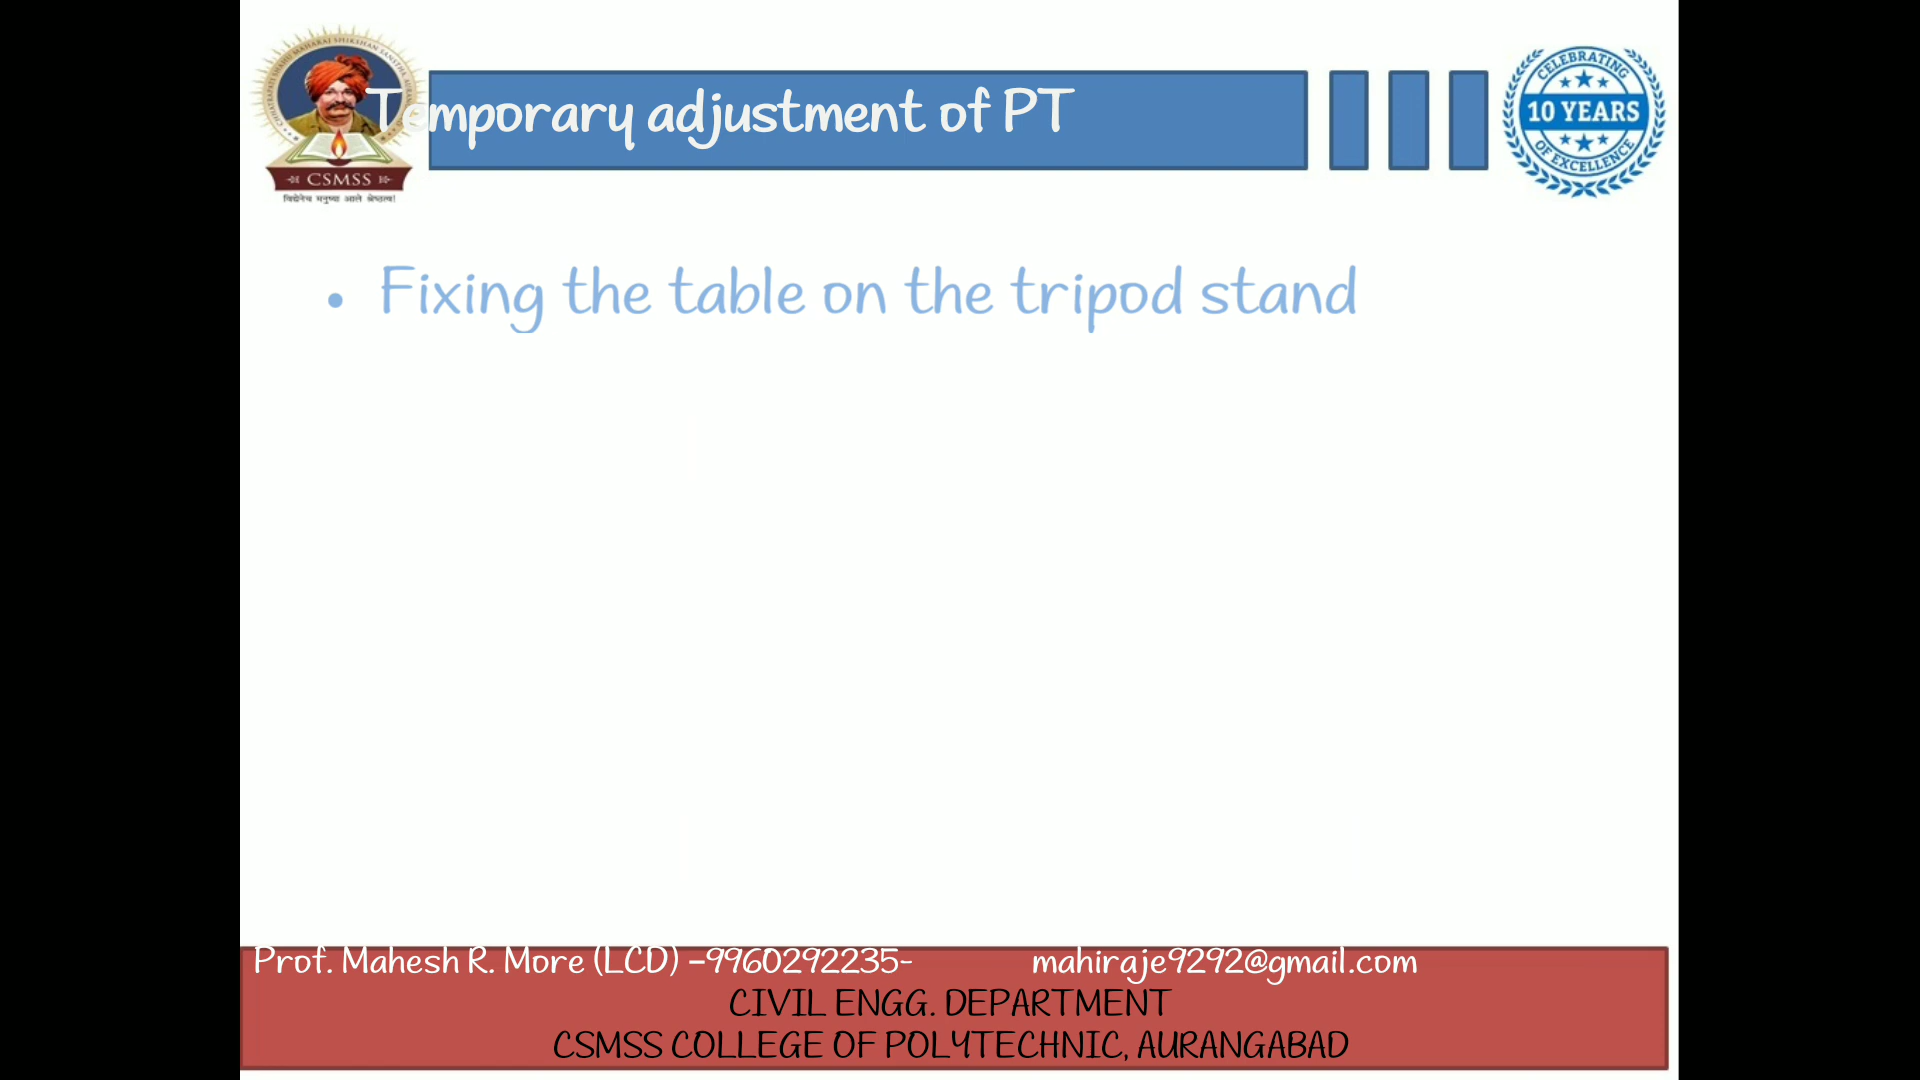 Temporary adjustment of PT
CSMSS
CELEBRATING
10 YEARS
OF EXCELLENCE
• Fixing the table on the tripod stand
Prof. Mahesh R. More (LCD) –9960292235- mahiraje9292@gmail.com
CIVIL ENGG. DEPARTMENT
CSMSS COLLEGE OF POLYTECHNIC, AURANGABAD